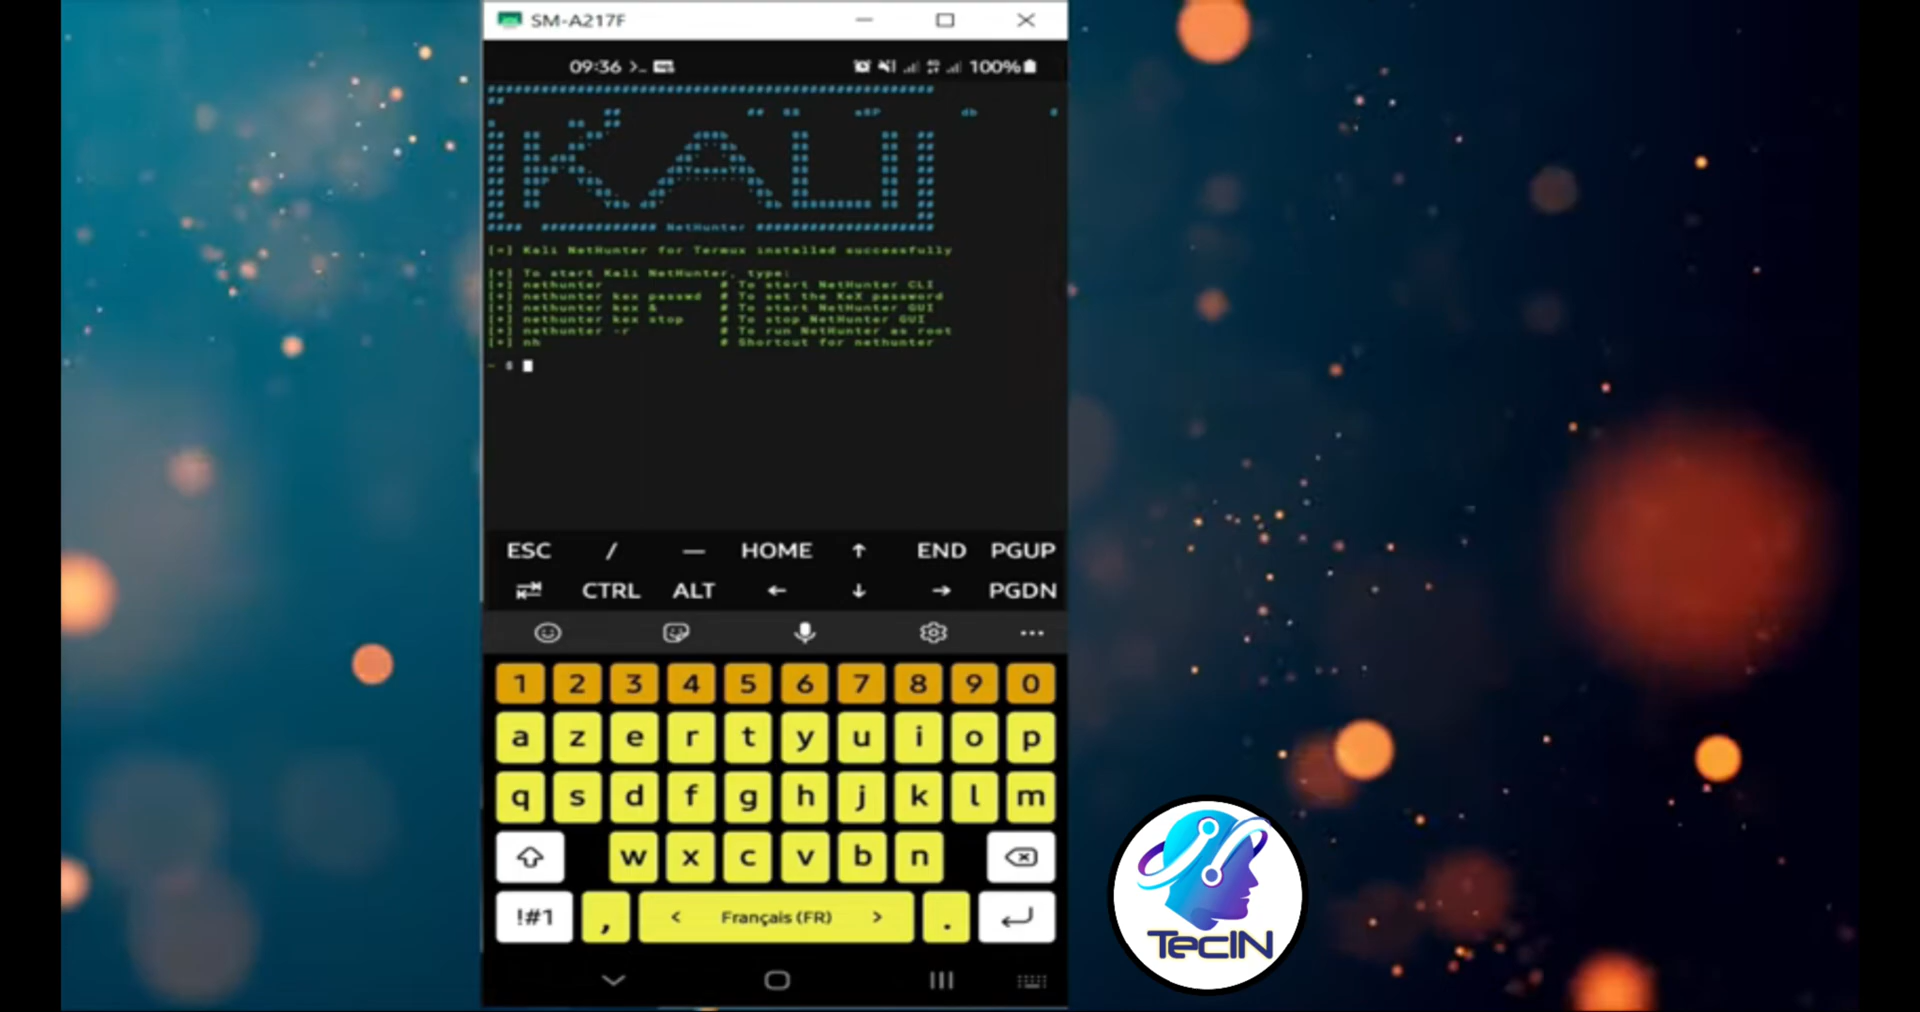 SM-A217F
09:36 >_
100%
KALI
NetHunter
[*] Kali NetHunter for Termux installed successfully
[+] To start Kali NetHunter, type:
[+] nethunter # To start NetHunter CLI
[+] nethunter kex passwd # To set the KeX password
[+] nethunter kex & # To start NetHunter GUI
[+] nethunter kex stop # To stop NetHunter GUI
[+] nethunter -r # To run NetHunter as root
[+] nh # Shortcut for nethunter
~ $
ESC / — HOME ↑ END PGUP
CTRL ALT ← ↓ → PGDN
1 2 3 4 5 6 7 8 9 0
a z e r t y u i o p
q s d f g h j k l m
w x c v b n
!#1 , < Français (FR) > .
TecIN